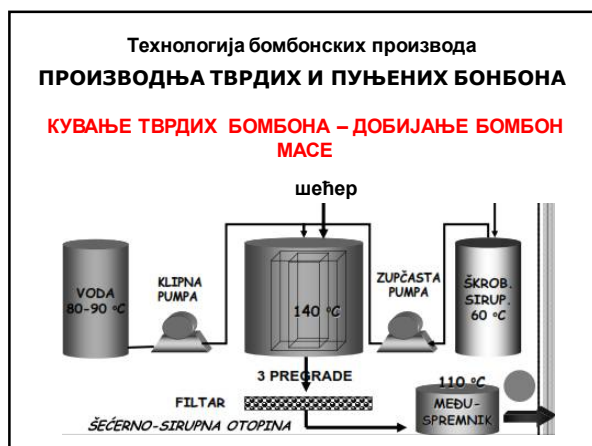 Технологија бомбонских производа
ПРОИЗВОДЊА ТВРДИХ И ПУЊЕНИХ БОНБОНА
КУВАЊЕ ТВРДИХ БОМБОНА – ДОБИЈАЊЕ БОМБОН
МАСЕ
шећер
VODA
80-90 °C
KLIPNA
PUMPA
140 °C
ZUPČASTA
PUMPA
ŠKROB.
SIRUP.
60 °C
3 PREGRADE
FILTAR
ŠEĆERNO-SIRUPNA OTOPINA
110 °C
MEĐU-
SPREMNIK